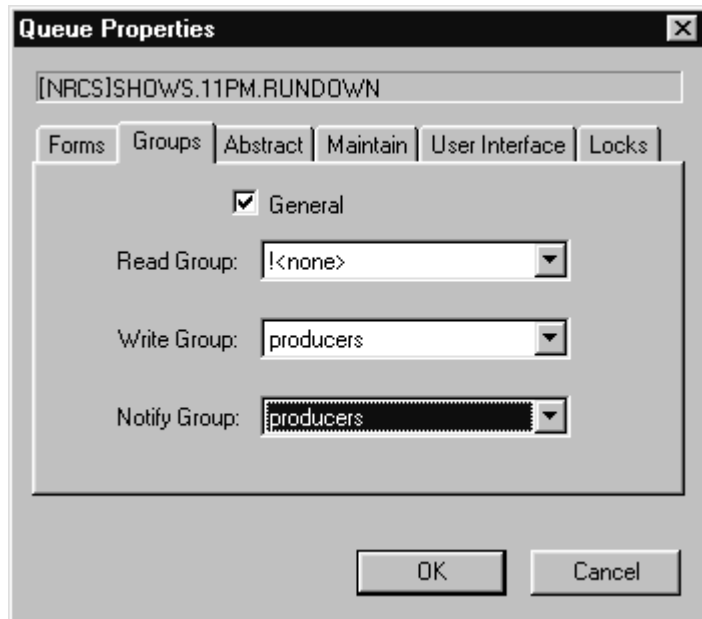 Queue Properties
[NRCS]SHOWS.11PM.RUNDOWN
Forms Groups Abstract Maintain User Interface Locks
General
Read Group: !<none>
Write Group: producers
Notify Group: producers
OK Cancel